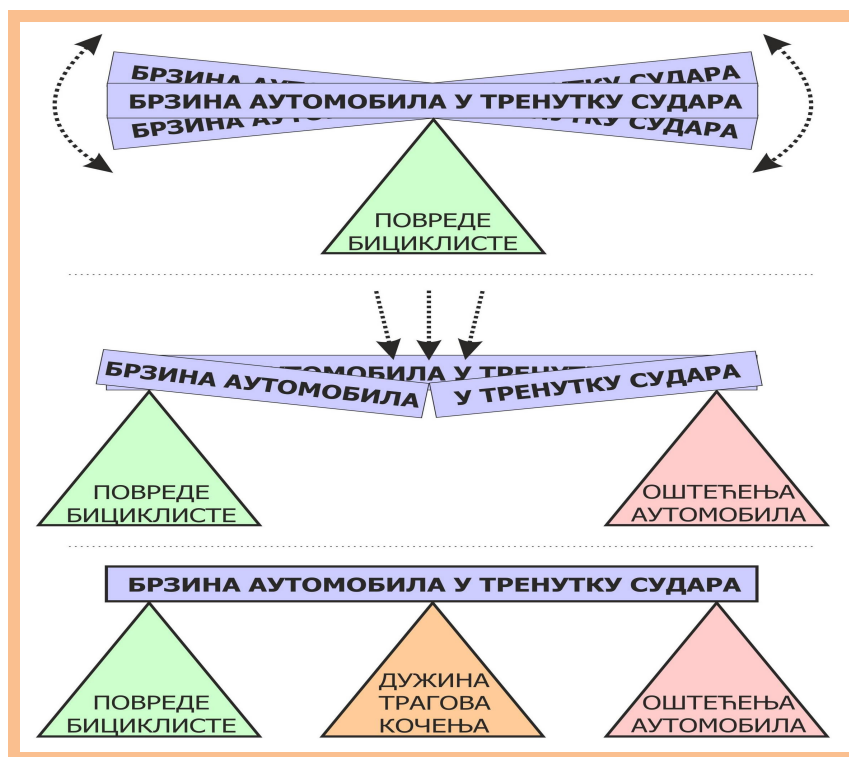 БРЗИНА АУТОМОБИЛА У ТРЕНУТКУ СУДАРА
ПОВРЕДЕ
БИЦИКЛИСТЕ
БРЗИНА АУТОМОБИЛА
У ТРЕНУТКУ СУДАРА
ПОВРЕДЕ
БИЦИКЛИСТЕ
ОШТЕЋЕЊА
АУТОМОБИЛА
БРЗИНА АУТОМОБИЛА У ТРЕНУТКУ СУДАРА
ПОВРЕДЕ
БИЦИКЛИСТЕ
ДУЖИНА
ТРАГОВА
КОЧЕЊА
ОШТЕЋЕЊА
АУТОМОБИЛА